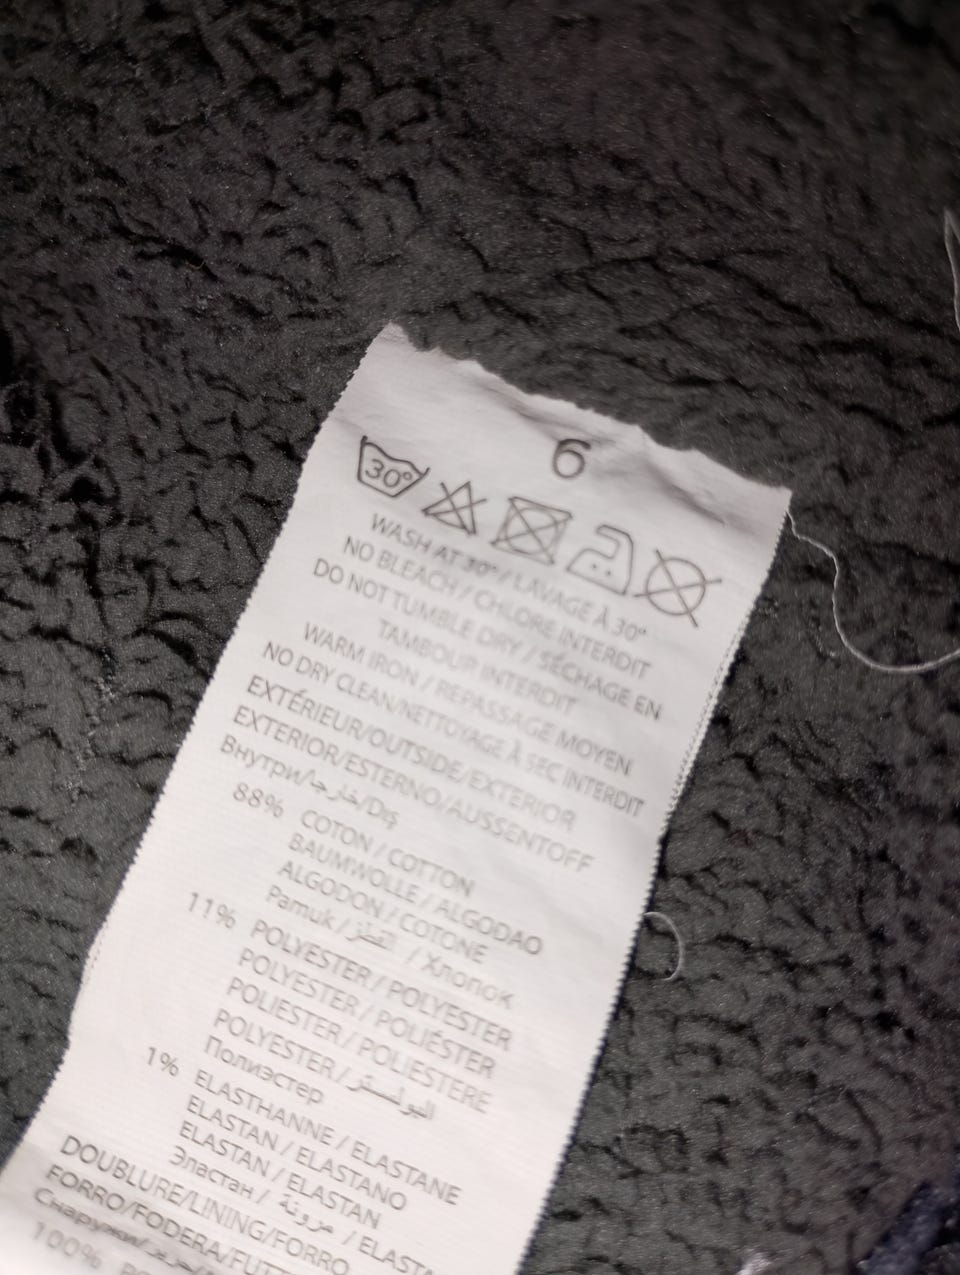 6
30°
WASH AT 30° / LAVAGE À 30°
NO BLEACH / CHLORE INTERDIT
DO NOT TUMBLE DRY / SÉCHAGE EN
TAMBOUR INTERDIT
WARM IRON / REPASSAGE MOYEN
NO DRY CLEAN/NETTOYAGE À SEC INTERDIT
EXTÉRIEUR/OUTSIDE/EXTERIOR
EXTERIOR/ESTERNO/AUSSENTOFF
Внутри/خارجي/Dış
88% COTON / COTTON
BAUMWOLLE / ALGODAO
ALGODON / COTONE
Pamuk / القطن / Хлопок
11% POLYESTER / POLYESTER
POLYESTER / POLIÉSTER
POLIESTER / POLIESTERE
POLYESTER / البوليستر
Полиэстер
1% ELASTHANNE / ELASTANE
ELASTAN / ELASTANO
ELASTAN / ELASTAN
Эластан / مرونة / ELAST
DOUBLURE/LINING/FORRO
FORRO/FODERA/FUTT
100%